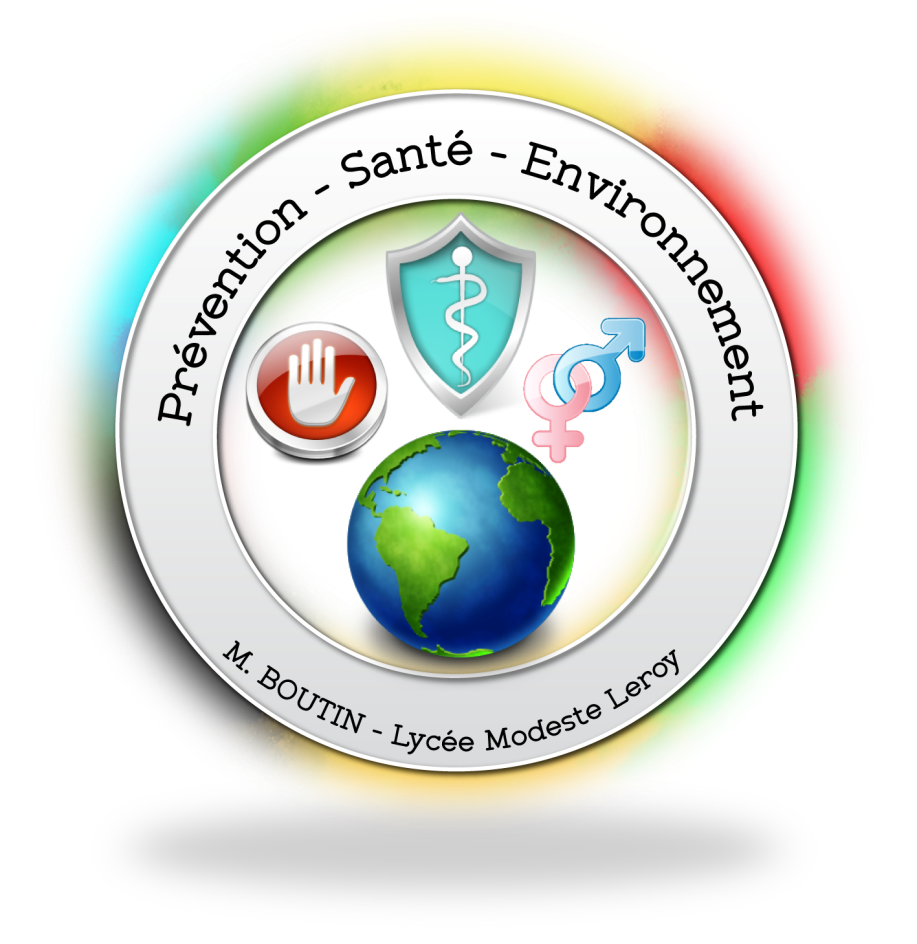 Prévention - Santé - Environnement
M. BOUTIN - Lycée Modeste Leroy